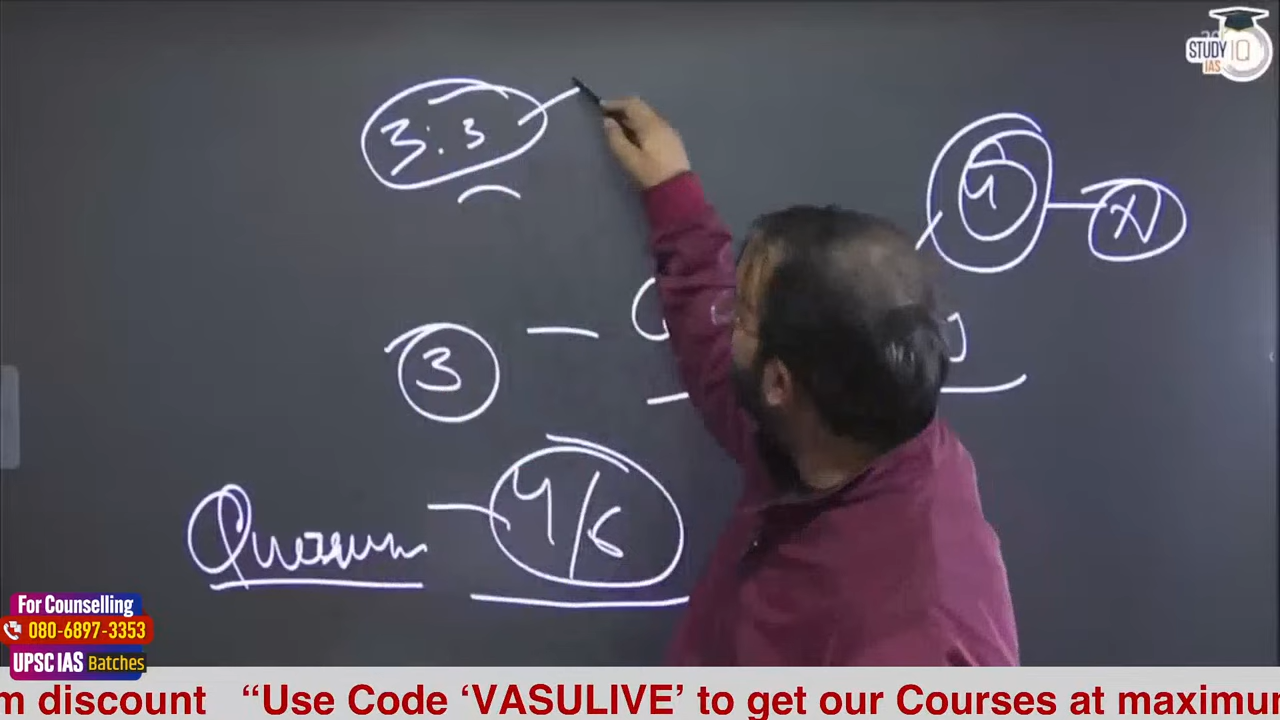 STUDY IQ
IAS
3:3
4
3
Quorum 4/6
For Counselling
080-6897-3353
UPSC IAS Batches
m discount “Use Code ‘VASULIVE’ to get our Courses at maximu